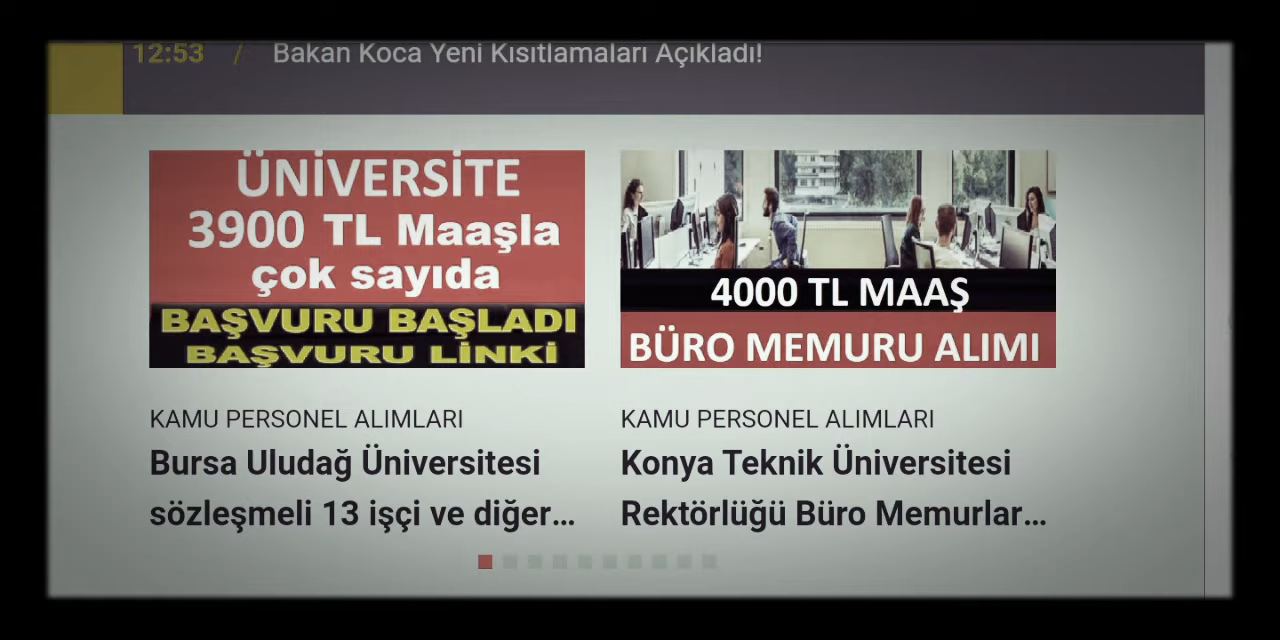 12:53 / Bakan Koca Yeni Kısıtlamaları Açıkladı!
ÜNİVERSİTE
3900 TL Maaşla
çok sayıda
BAŞVURU BAŞLADI
BAŞVURU LİNKİ
4000 TL MAAŞ
BÜRO MEMURU ALIMI
KAMU PERSONEL ALIMLARI
Bursa Uludağ Üniversitesi
sözleşmeli 13 işçi ve diğer...
KAMU PERSONEL ALIMLARI
Konya Teknik Üniversitesi
Rektörlüğü Büro Memurlar...